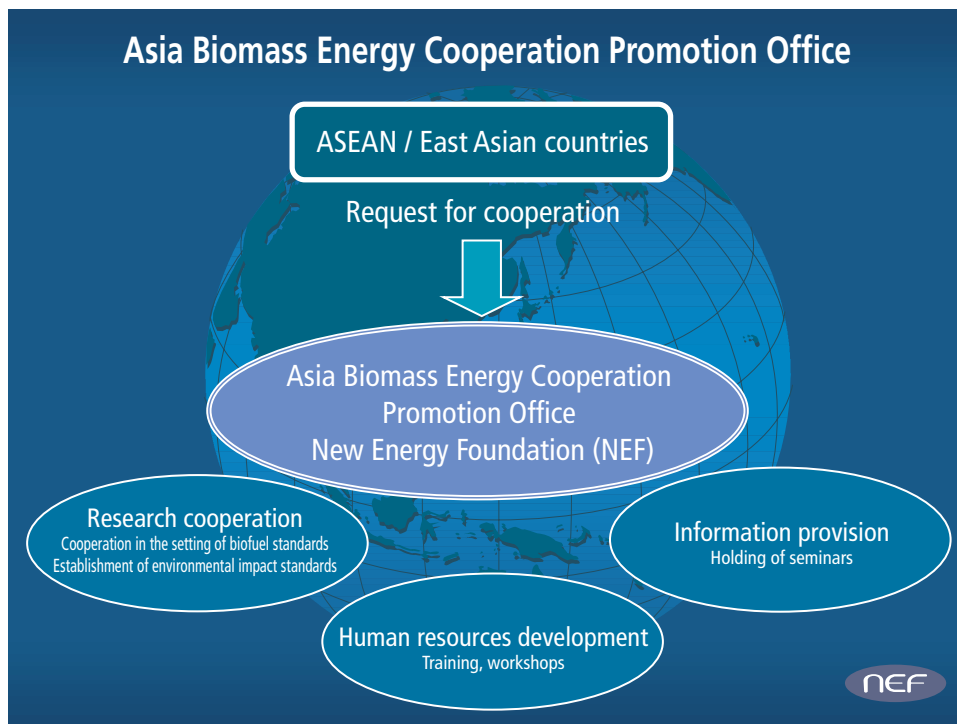 Asia Biomass Energy Cooperation Promotion Office
ASEAN / East Asian countries
Request for cooperation
Asia Biomass Energy Cooperation
Promotion Office
New Energy Foundation (NEF)
Research cooperation
Cooperation in the setting of biofuel standards
Establishment of environmental impact standards
Information provision
Holding of seminars
Human resources development
Training, workshops
NEF